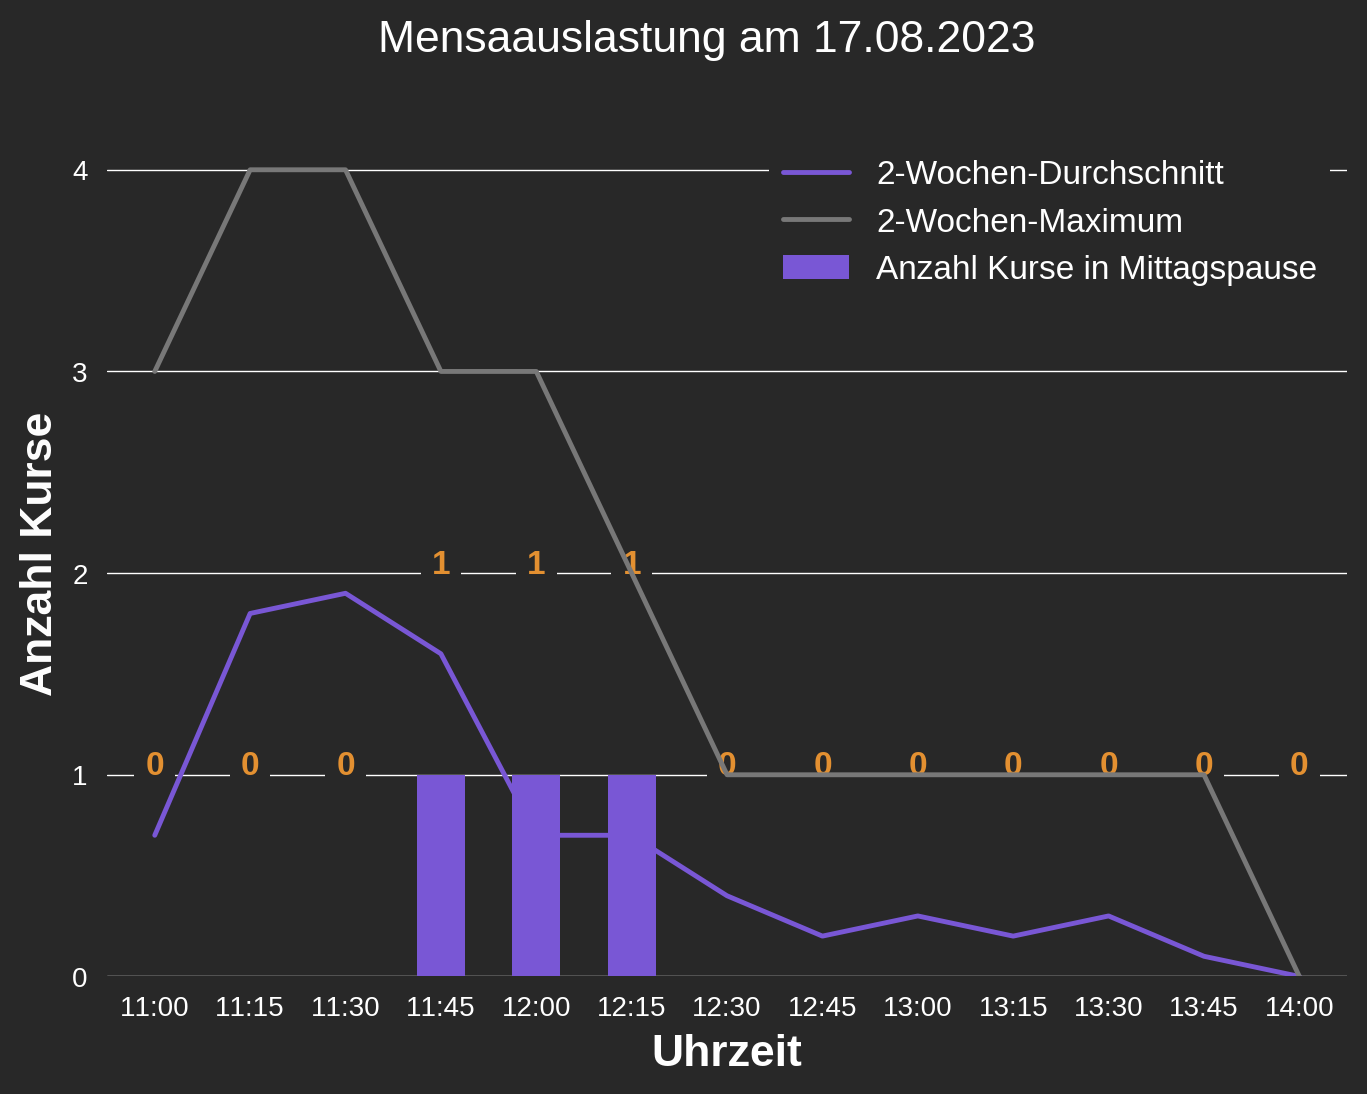 Mensaauslastung am 17.08.2023
2-Wochen-Durchschnitt
2-Wochen-Maximum
Anzahl Kurse in Mittagspause
Anzahl Kurse
4
3
2
1
0
1 1 1
0 0 0 0 0 0 0 0 0 0
11:00 11:15 11:30 11:45 12:00 12:15 12:30 12:45 13:00 13:15 13:30 13:45 14:00
Uhrzeit